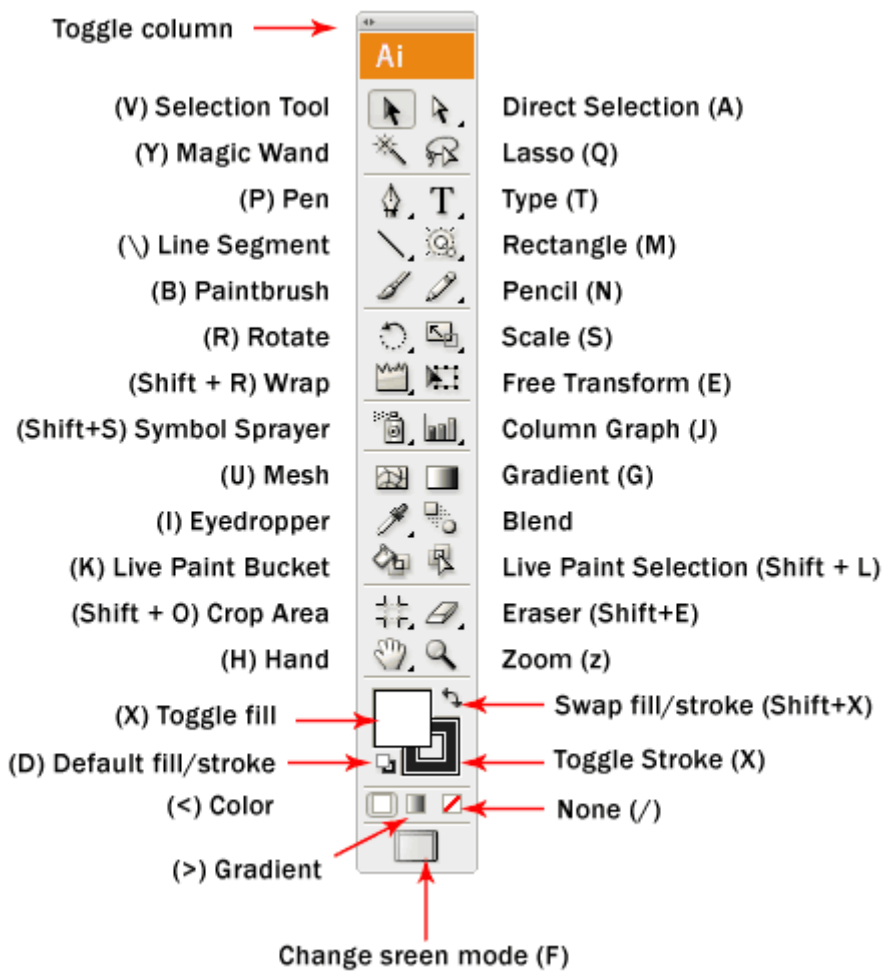 Toggle column
Ai
(V) Selection Tool Direct Selection (A)
(Y) Magic Wand Lasso (Q)
(P) Pen T Type (T)
(\) Line Segment Rectangle (M)
(B) Paintbrush Pencil (N)
(R) Rotate Scale (S)
(Shift + R) Wrap Free Transform (E)
(Shift+S) Symbol Sprayer Column Graph (J)
(U) Mesh Gradient (G)
(I) Eyedropper Blend
(K) Live Paint Bucket Live Paint Selection (Shift + L)
(Shift + O) Crop Area Eraser (Shift+E)
(H) Hand Zoom (z)
(X) Toggle fill Swap fill/stroke (Shift+X)
(D) Default fill/stroke Toggle Stroke (X)
(<) Color None (/)
(>) Gradient
Change sreen mode (F)